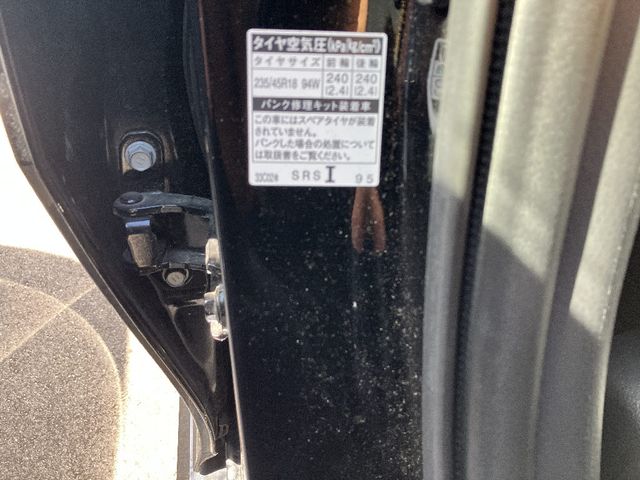 タイヤ空気圧(kPa{kg/cm²})
タイヤサイズ 前輪 後輪
235/45R18 94W 240 240
{2.4} {2.4}
パンク修理キット装着車
この車にはスペアタイヤが装着
されていません。
パンクした場合の処置については
は取扱書をご覧ください。
SRS I 95